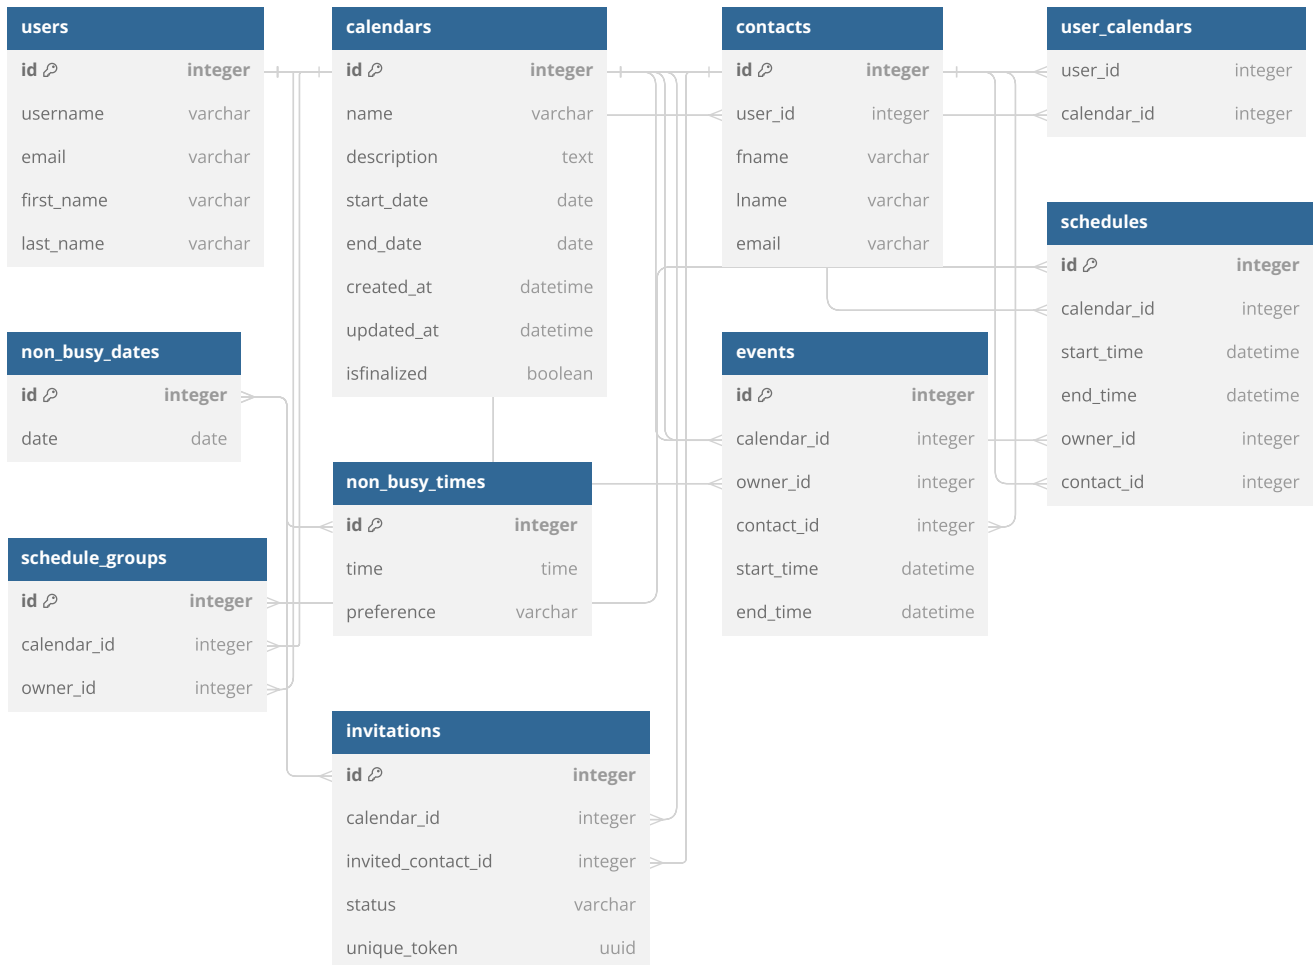 users
id integer
username varchar
email varchar
first_name varchar
last_name varchar
calendars
id integer
name varchar
description text
start_date date
end_date date
created_at datetime
updated_at datetime
isfinalized boolean
contacts
id integer
user_id integer
fname varchar
lname varchar
email varchar
user_calendars
user_id integer
calendar_id integer
schedules
id integer
calendar_id integer
start_time datetime
end_time datetime
owner_id integer
contact_id integer
non_busy_dates
id integer
date date
events
id integer
calendar_id integer
owner_id integer
contact_id integer
start_time datetime
end_time datetime
non_busy_times
id integer
time time
preference varchar
schedule_groups
id integer
calendar_id integer
owner_id integer
invitations
id integer
calendar_id integer
invited_contact_id integer
status varchar
unique_token uuid